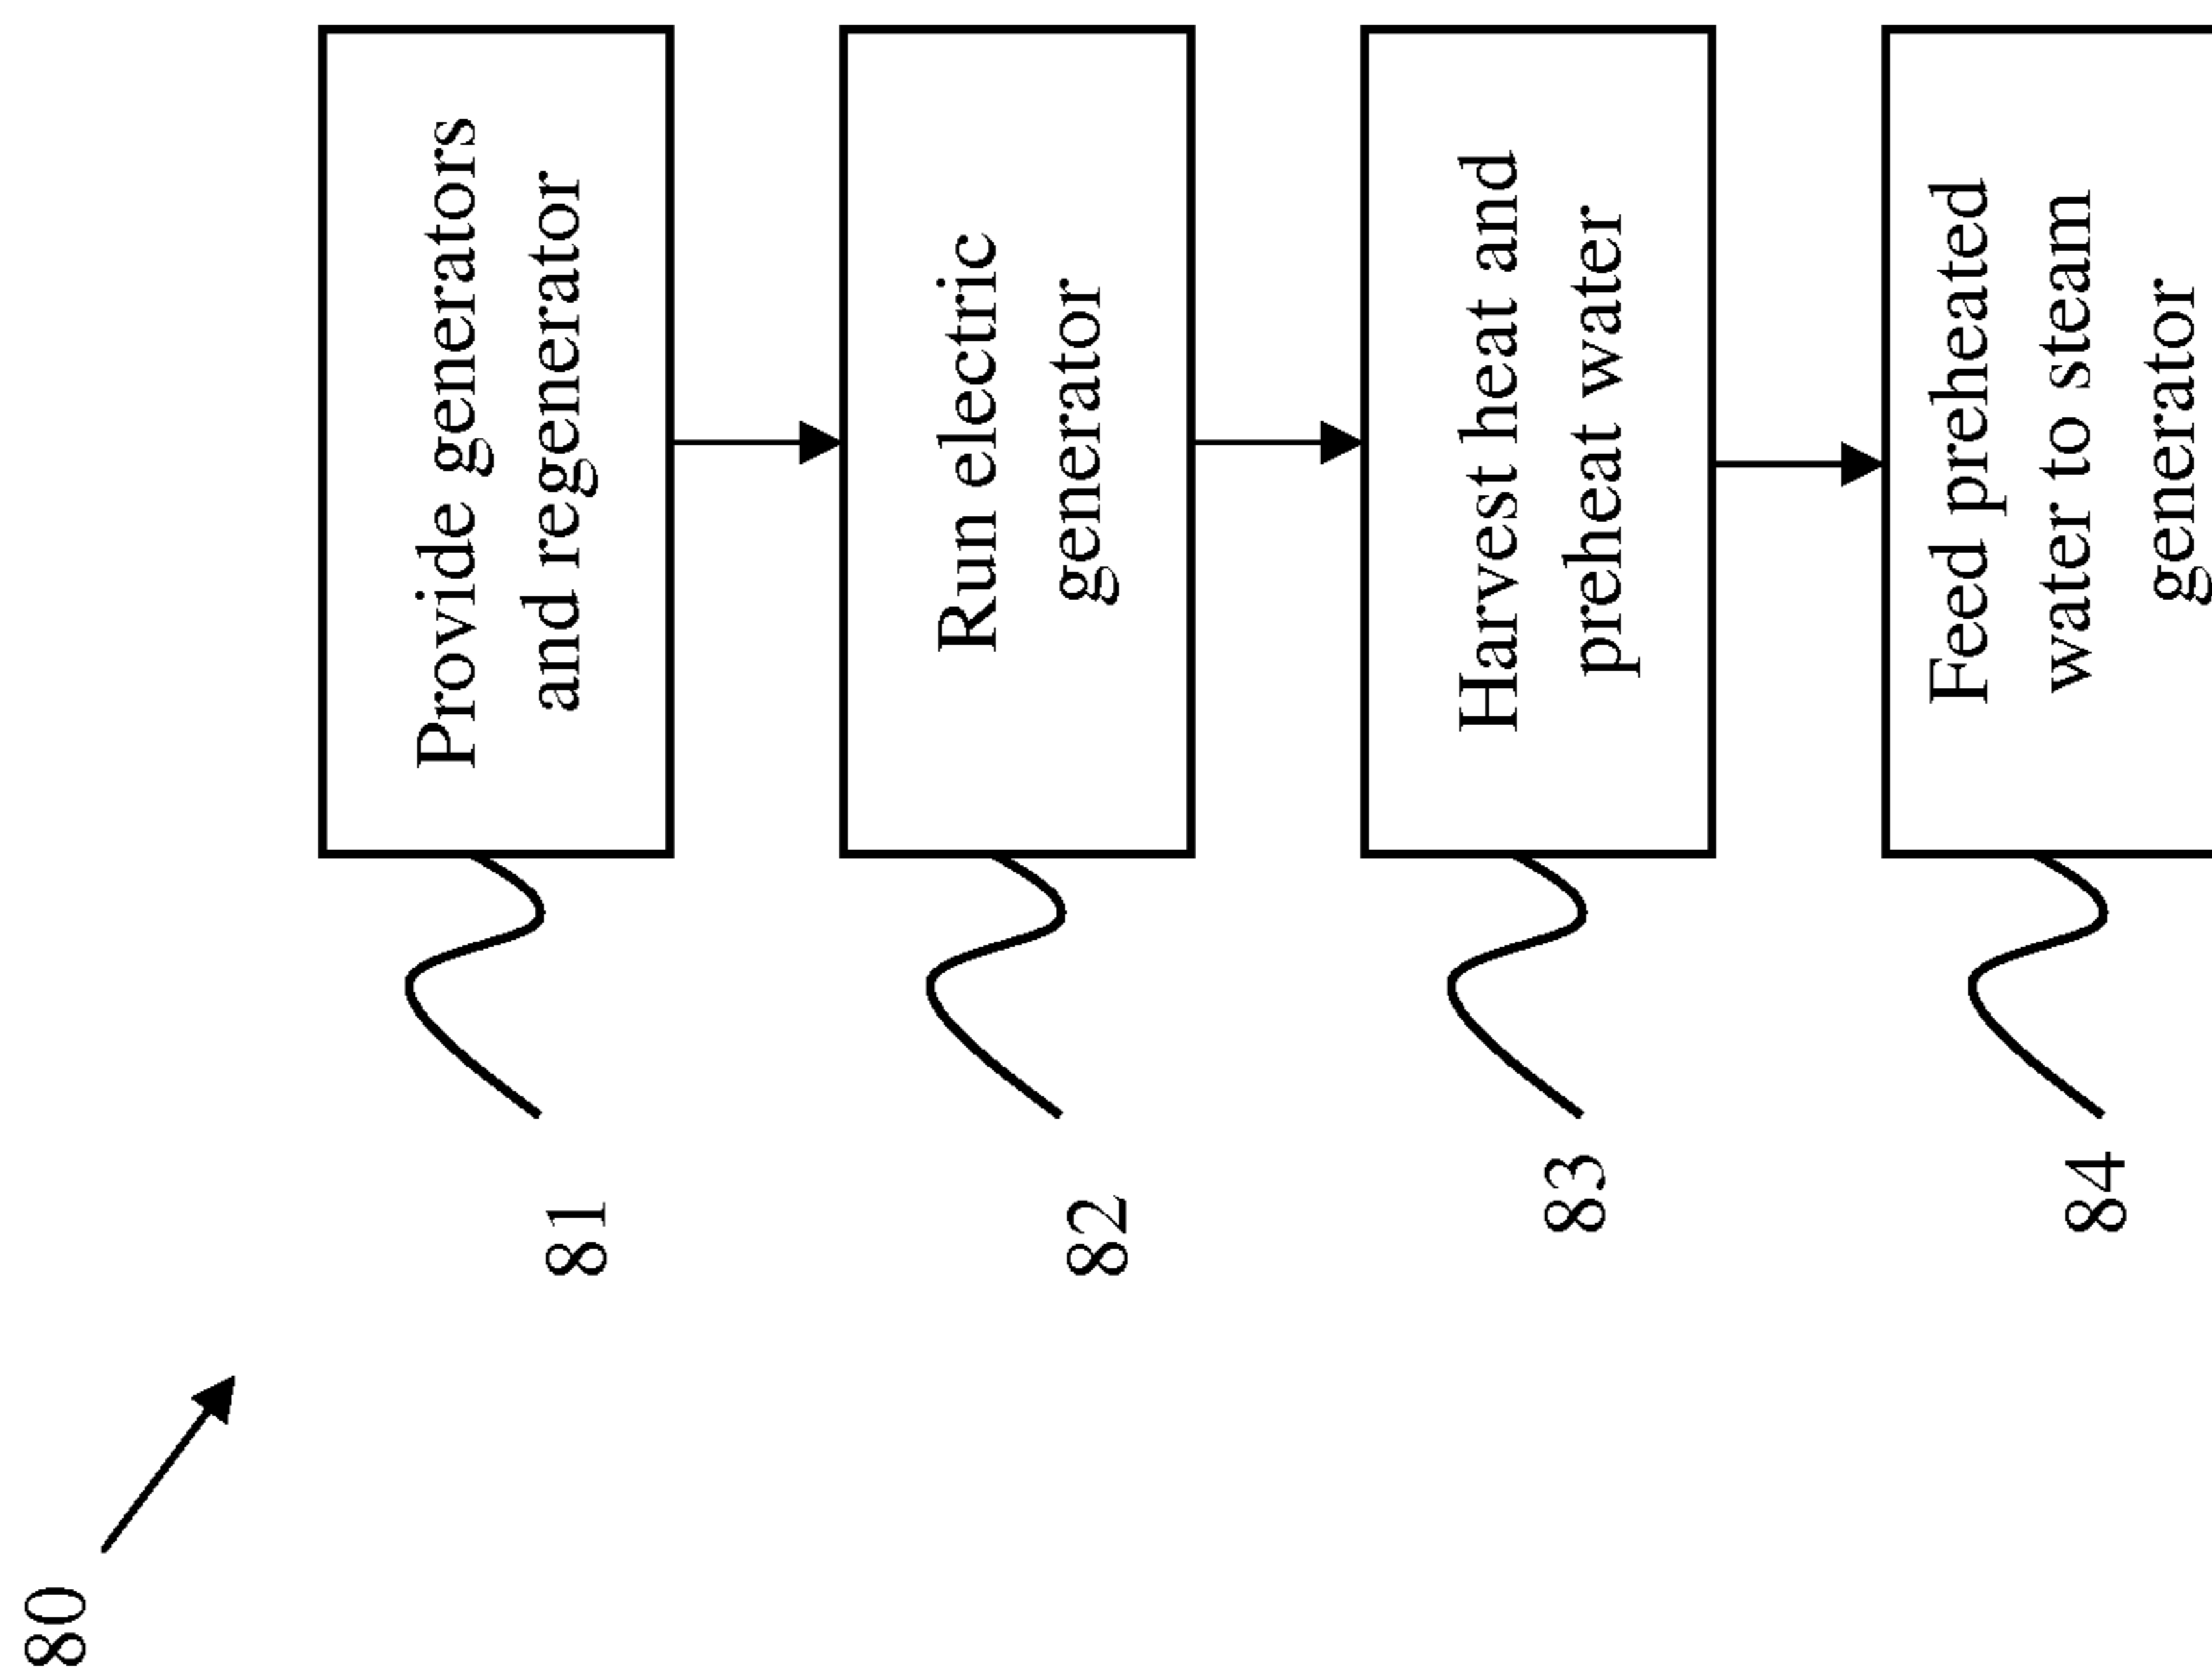 80
81
Provide generators
and regenerator
82
Run electric
generator
83
Harvest heat and
preheat water
84
Feed preheated
water to steam
generator